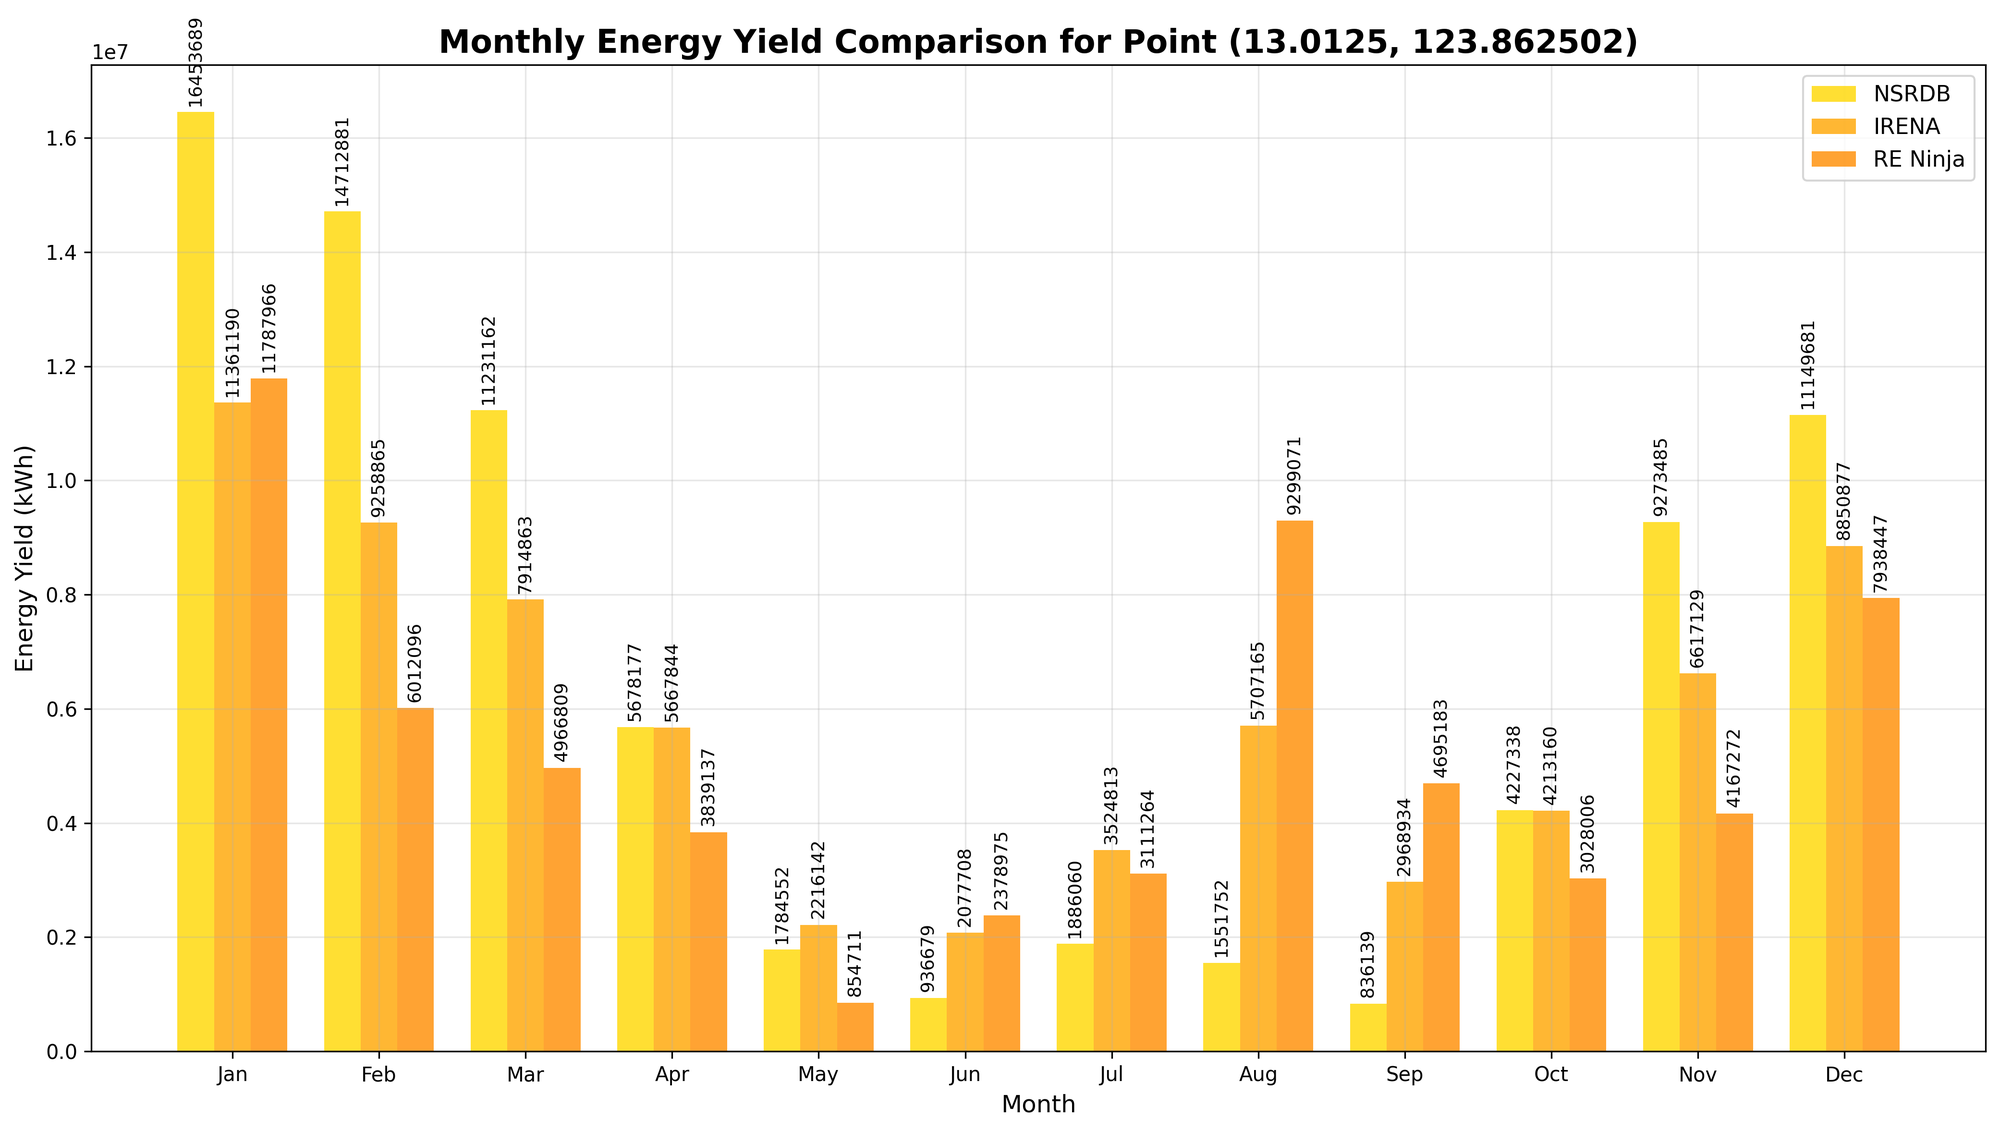 Monthly Energy Yield Comparison for Point (13.0125, 123.862502)
1e7
NSRDB
IRENA
RE Ninja
Energy Yield (kWh)
1.6
1.4
1.2
1.0
0.8
0.6
0.4
0.2
0.0
16453689
11361190
11787966
14712881
9258865
6012096
11231162
7914863
4966809
5678177
5667844
3839137
1784552
2216142
854711
936679
2077708
2378975
1886060
3524813
3111264
1551752
5707165
9299071
836139
2968934
4695183
4227338
4213160
3028006
9273485
6617129
4167272
11149681
8850877
7938447
Jan
Feb
Mar
Apr
May
Jun
Jul
Aug
Sep
Oct
Nov
Dec
Month